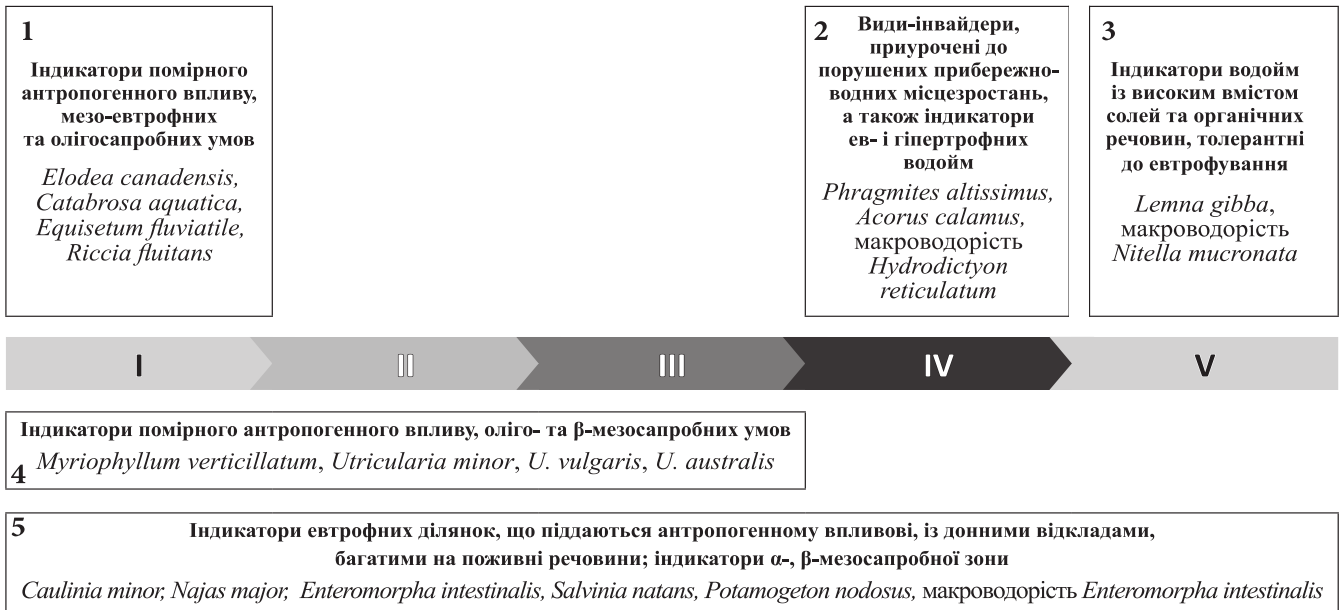 1
Індикатори помірного
антропогенного впливу,
мезо-евтрофних
та олігосапробних умов
Elodea canadensis,
Catabrosa aquatica,
Equisetum fluviatile,
Riccia fluitans
2 Види-інвайдери,
приурочені до
порушених прибережно-
водних місцезростань,
а також індикатори
ев- і гіпертрофних
водойм
Phragmites altissimus,
Acorus calamus,
макроводорість
Hydrodictyon
reticulatum
3
Індикатори водойм
із високим вмістом
солей та органічних
речовин, толерантні
до евтрофування
Lemna gibba,
макроводорість
Nitella mucronata
I II III IV V
Індикатори помірного антропогенного впливу, оліго- та β-мезосапробних умов
4 Myriophyllum verticillatum, Utricularia minor, U. vulgaris, U. australis
5 Індикатори евтрофних ділянок, що піддаються антропогенному впливові, із донними відкладами,
багатими на поживні речовини; індикатори α-, β-мезосапробної зони
Caulinia minor, Najas major, Enteromorpha intestinalis, Salvinia natans, Potamogeton nodosus, макроводорість Enteromorpha intestinalis